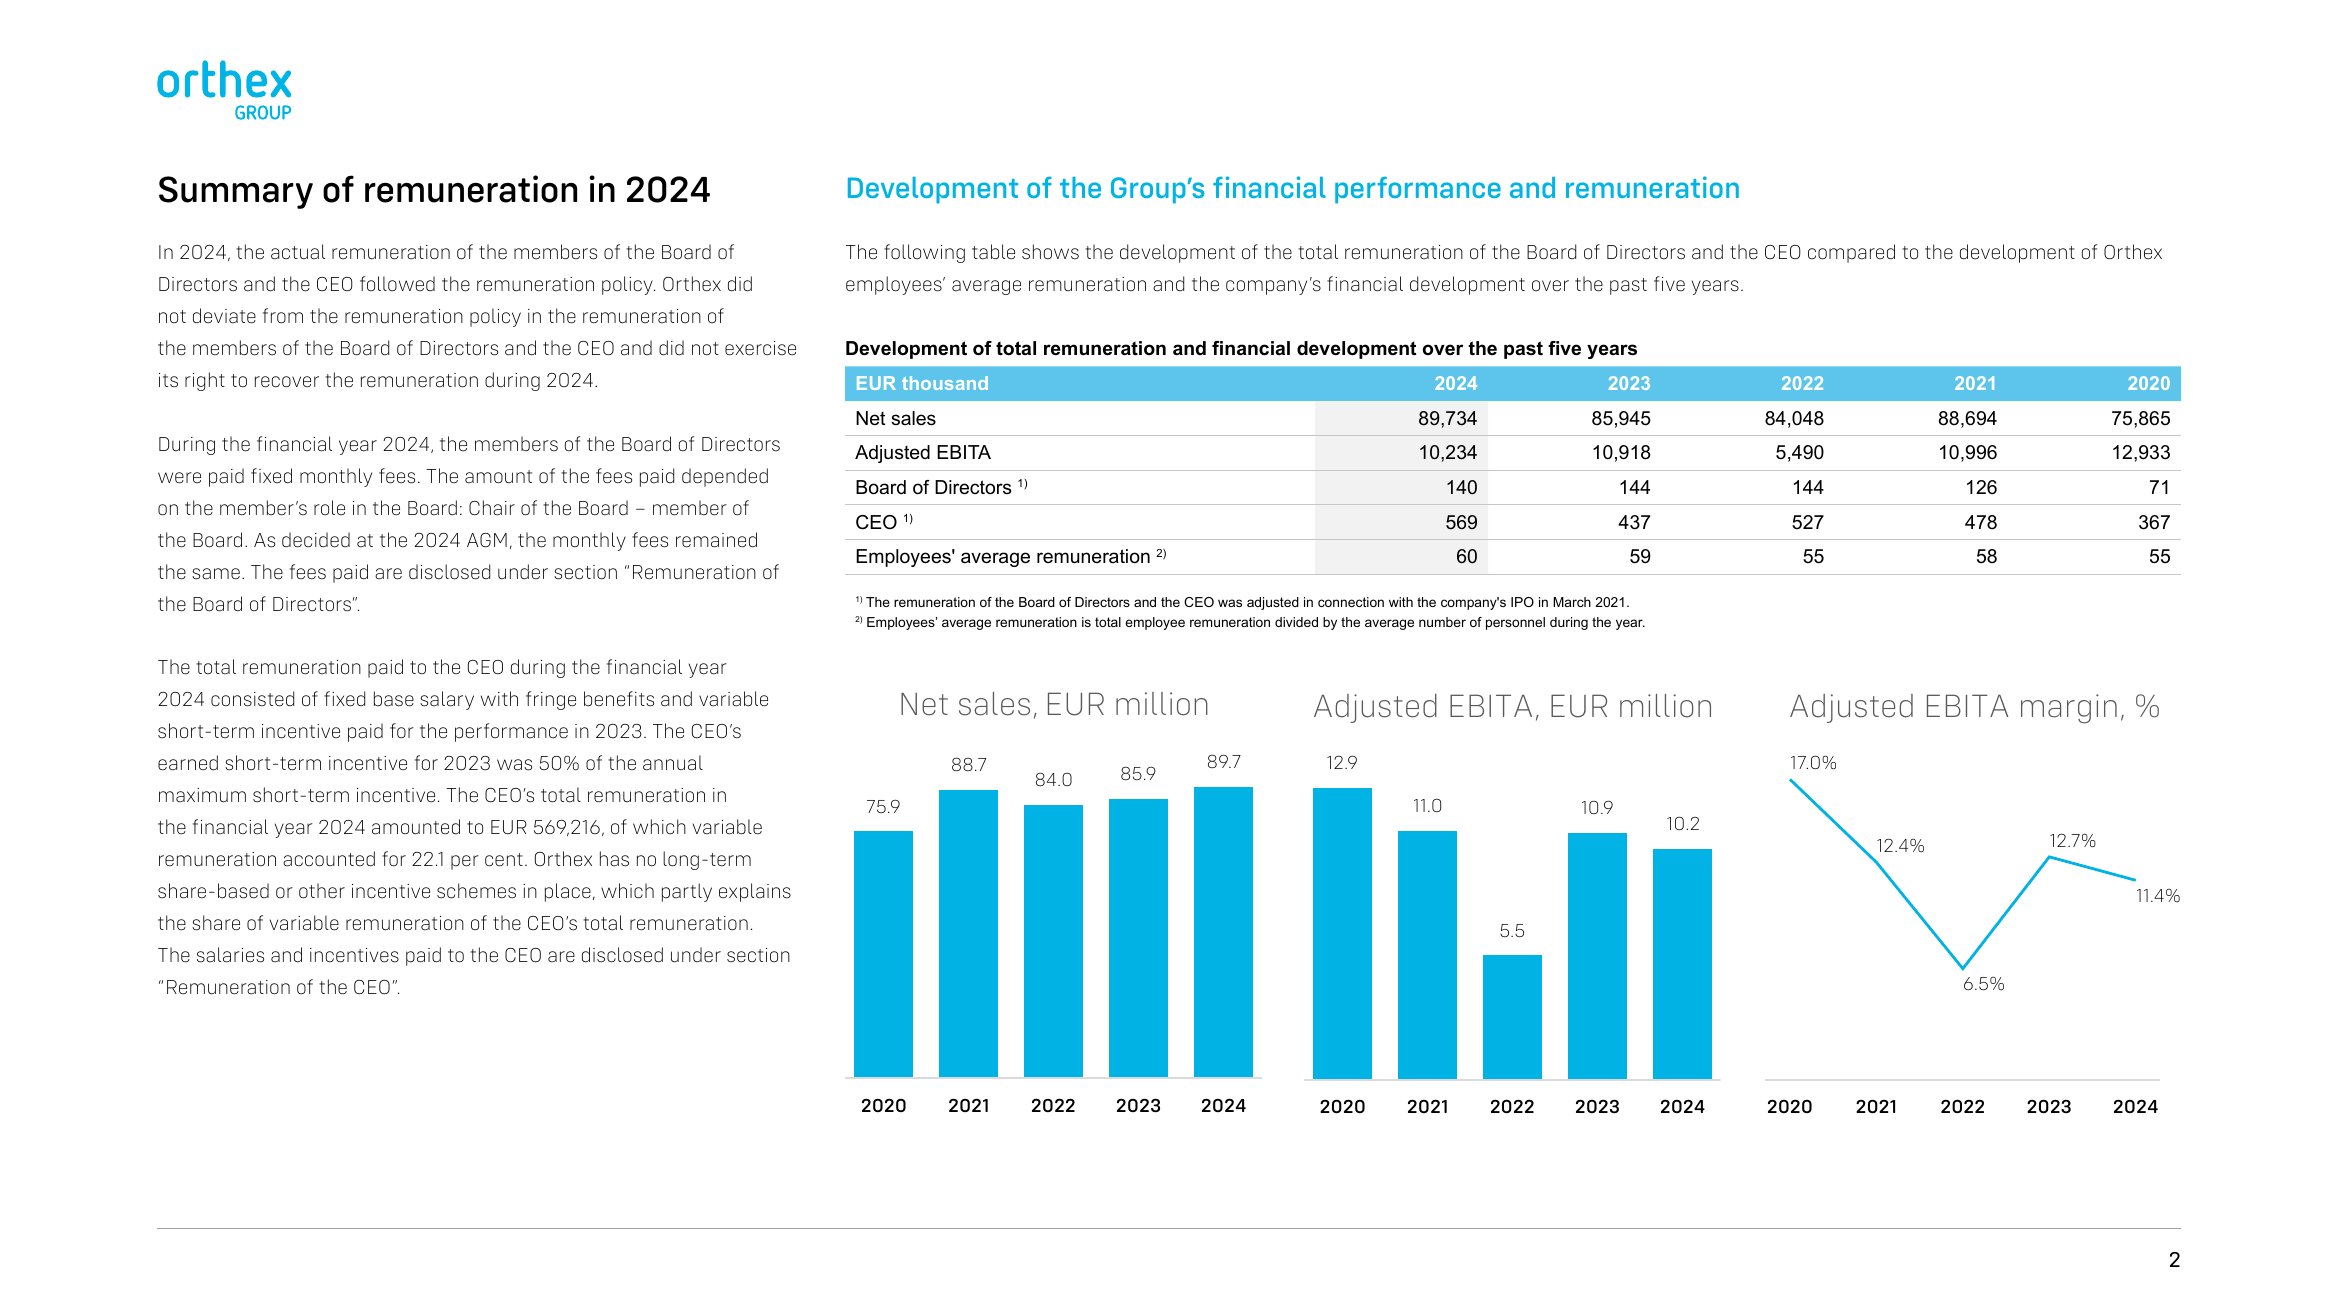 orthex
GROUP
Summary of remuneration in 2024
In 2024, the actual remuneration of the members of the Board of
Directors and the CEO followed the remuneration policy. Orthex did
not deviate from the remuneration policy in the remuneration of
the members of the Board of Directors and the CEO and did not exercise
its right to recover the remuneration during 2024.
During the financial year 2024, the members of the Board of Directors
were paid fixed monthly fees. The amount of the fees paid depended
on the member's role in the Board: Chair of the Board – member of
the Board. As decided at the 2024 AGM, the monthly fees remained
the same. The fees paid are disclosed under section “Remuneration of
the Board of Directors”.
The total remuneration paid to the CEO during the financial year
2024 consisted of fixed base salary with fringe benefits and variable
short-term incentive paid for the performance in 2023. The CEO's
earned short-term incentive for 2023 was 50% of the annual
maximum short-term incentive. The CEO's total remuneration in
the financial year 2024 amounted to EUR 569,216, of which variable
remuneration accounted for 22.1 per cent. Orthex has no long-term
share-based or other incentive schemes in place, which partly explains
the share of variable remuneration of the CEO's total remuneration.
The salaries and incentives paid to the CEO are disclosed under section
“Remuneration of the CEO”.
Development of the Group's financial performance and remuneration
The following table shows the development of the total remuneration of the Board of Directors and the CEO compared to the development of Orthex
employees' average remuneration and the company's financial development over the past five years.
Development of total remuneration and financial development over the past five years
EUR thousand 2024 2023 2022 2021 2020
Net sales 89,734 85,945 84,048 88,694 75,865
Adjusted EBITA 10,234 10,918 5,490 10,996 12,933
Board of Directors 1) 140 144 144 126 71
CEO 1) 569 437 527 478 367
Employees' average remuneration 2) 60 59 55 58 55
1) The remuneration of the Board of Directors and the CEO was adjusted in connection with the company's IPO in March 2021.
2) Employees' average remuneration is total employee remuneration divided by the average number of personnel during the year.
Net sales, EUR million
75.9 88.7 84.0 85.9 89.7
2020 2021 2022 2023 2024
Adjusted EBITA, EUR million
12.9 11.0 5.5 10.9 10.2
2020 2021 2022 2023 2024
Adjusted EBITA margin, %
17.0% 12.4% 6.5% 12.7% 11.4%
2020 2021 2022 2023 2024
2